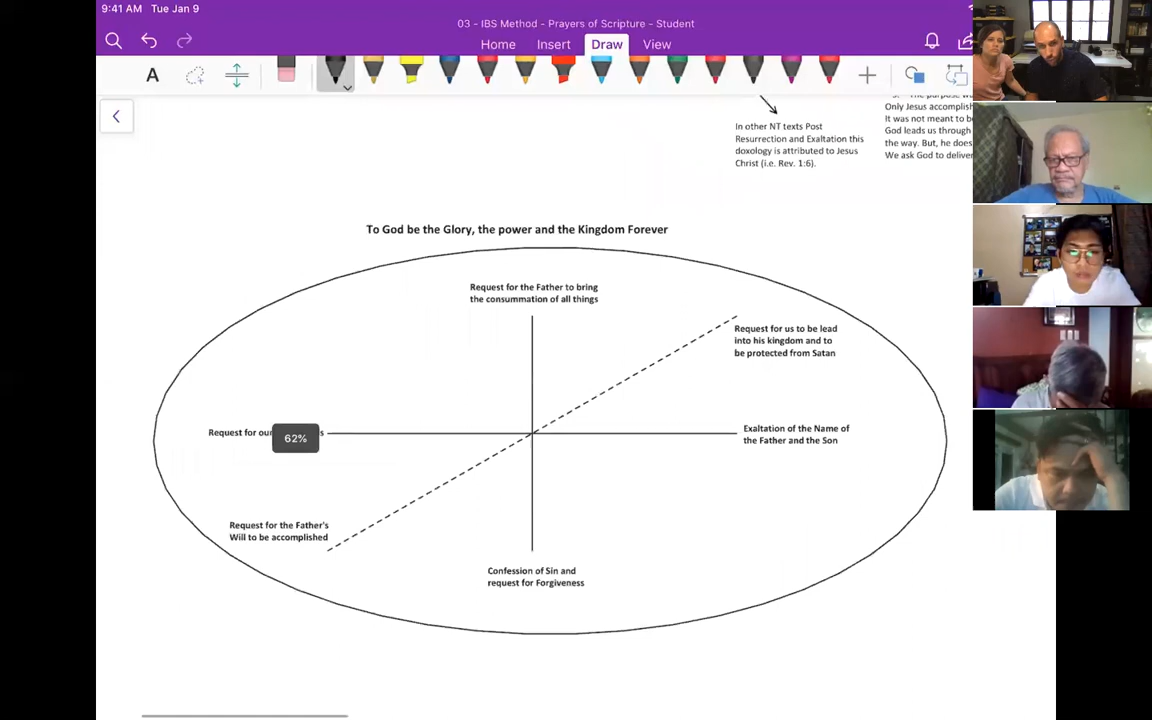 9:41 AM Tue Jan 9
03 - IBS Method - Prayers of Scripture - Student
Home Insert Draw View
A
In other NT texts Post
Resurrection and Exaltation this
doxology is attributed to Jesus
Christ (i.e. Rev. 1:6).
The purpose
Only Jesus accomplish
It was not meant to be
God leads us through
the way. But, he does
We ask God to deliver
To God be the Glory, the power and the Kingdom Forever
Request for the Father to bring
the consummation of all things
Request for us to be lead
into his kingdom and to
be protected from Satan
Request for our
62%
Exaltation of the Name of
the Father and the Son
Request for the Father's
Will to be accomplished
Confession of Sin and
request for Forgiveness